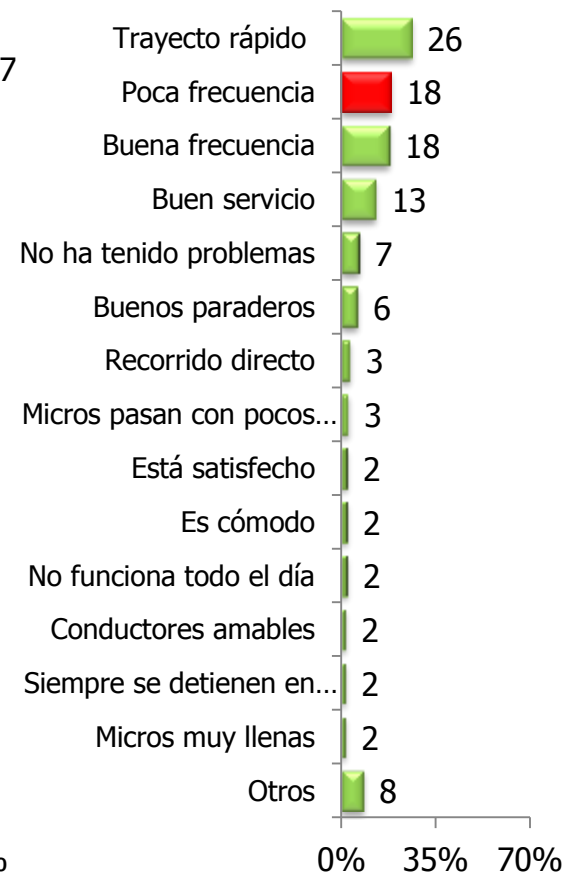 Trayecto rápido 26
7
Poca frecuencia 18
Buena frecuencia 18
Buen servicio 13
No ha tenido problemas 7
Buenos paraderos 6
Recorrido directo 3
Micros pasan con pocos... 3
Está satisfecho 2
Es cómodo 2
No funciona todo el día 2
Conductores amables 2
Siempre se detienen en... 2
Micros muy llenas 2
Otros 8
0% 35% 70%